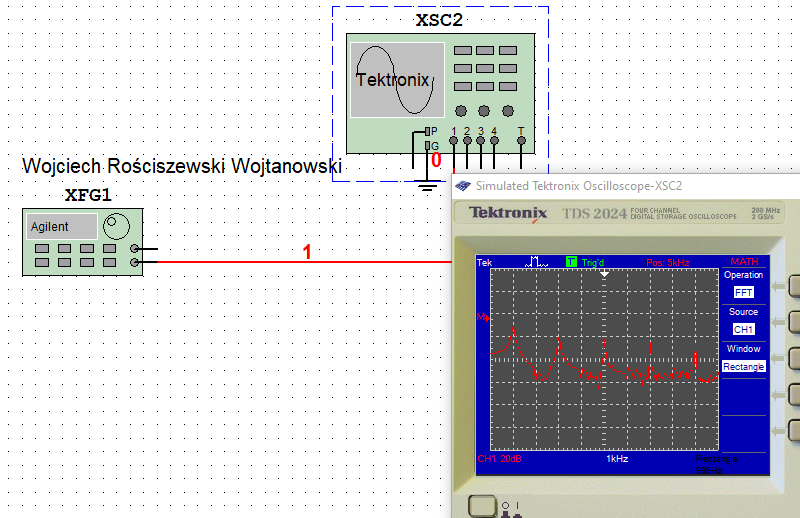 XSC2
Tektronix
P
G
1 2 3 4 T
0
Wojciech Rościszewski Wojtanowski
XFG1
Agilent
1
Simulated Tektronix Oscilloscope-XSC2
Tektronix TDS 2024 FOUR CHANNEL DIGITAL STORAGE OSCILLOSCOPE 200 MHz 2 GS/s
Tek T Trig'd Pos: 5kHz MATH
Operation
FFT
Source
CH1
M
Window
Rectangle
CH1 20dB 1kHz